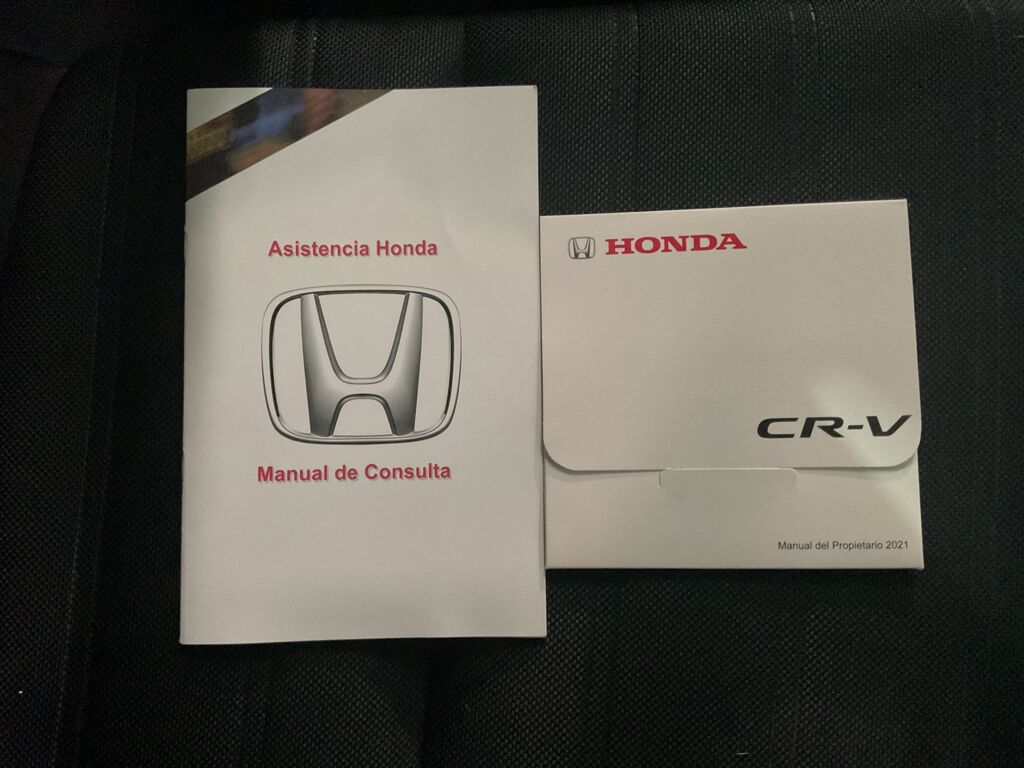 Asistencia Honda
Manual de Consulta
HONDA
CR-V
Manual del Propietario 2021